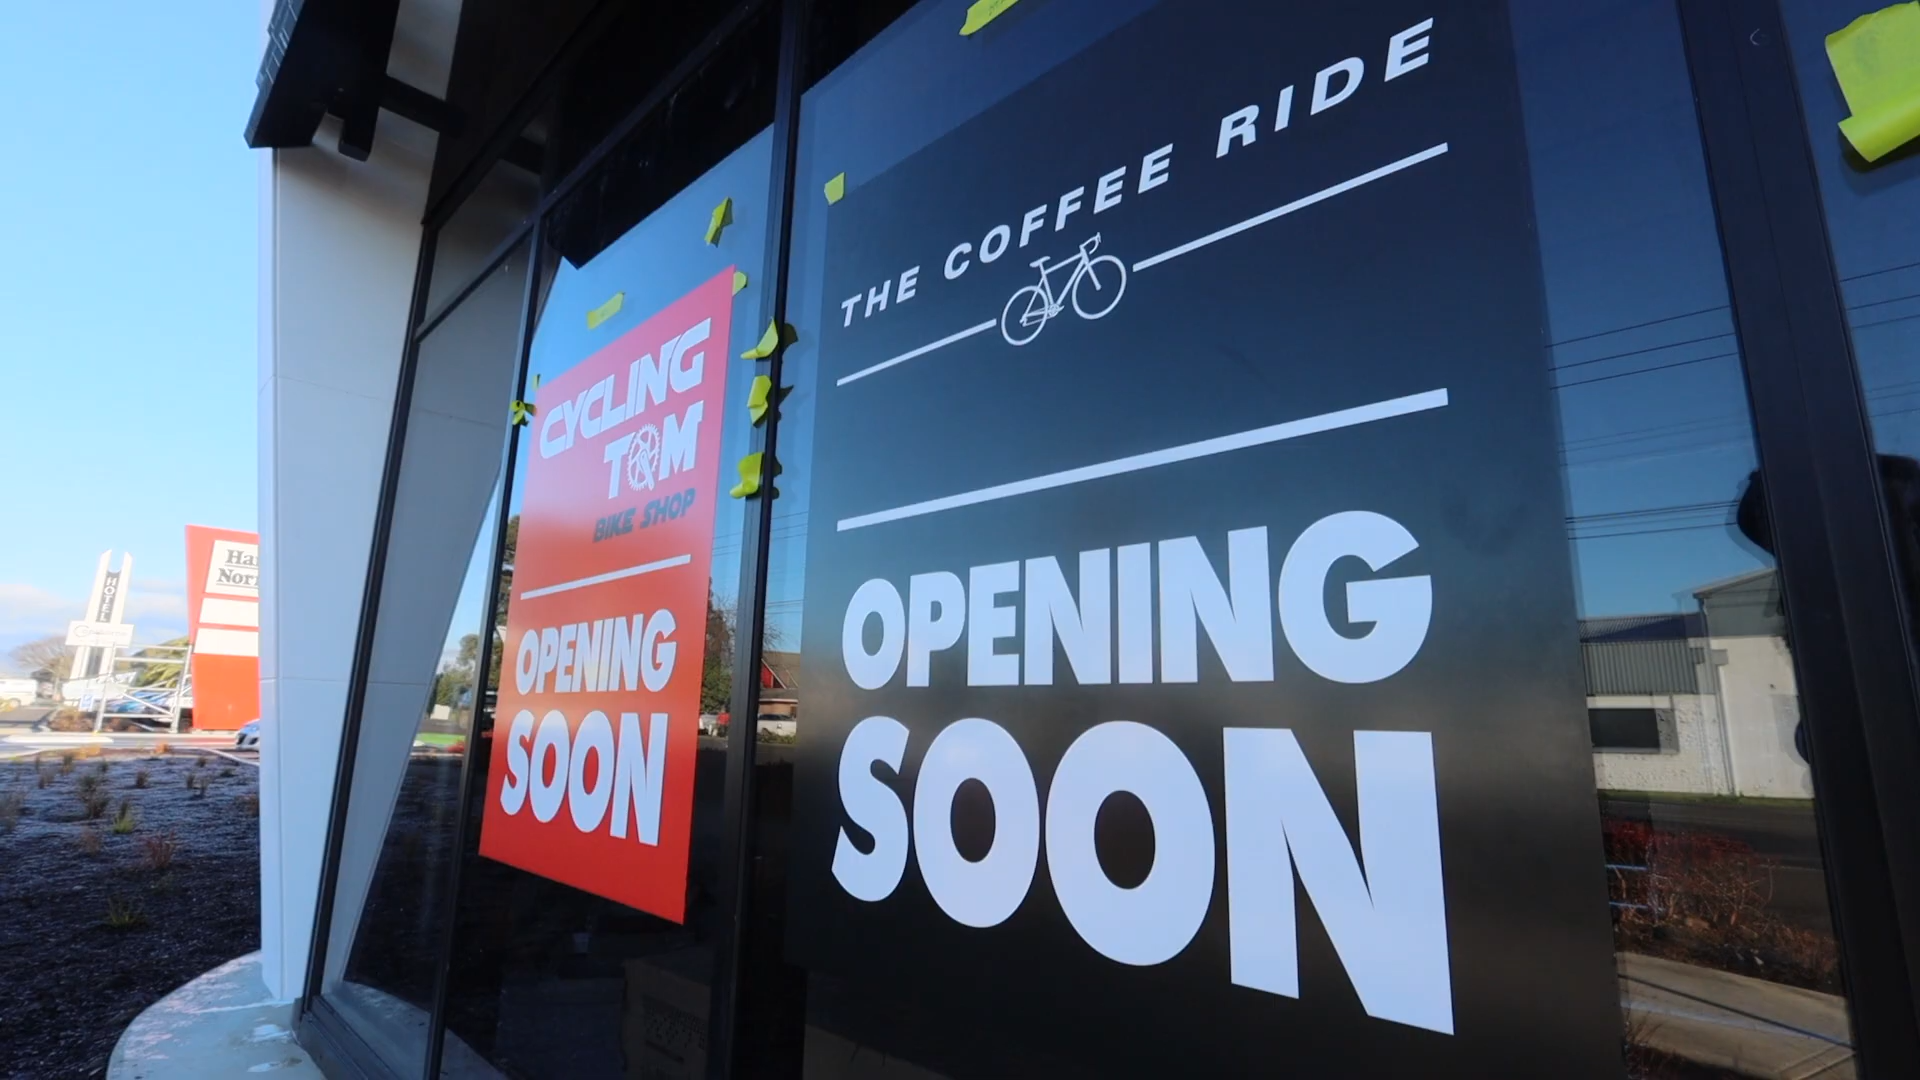 THE COFFEE RIDE
OPENING
SOON
CYCLING
TOM
BIKE SHOP
OPENING
SOON
HOTEL